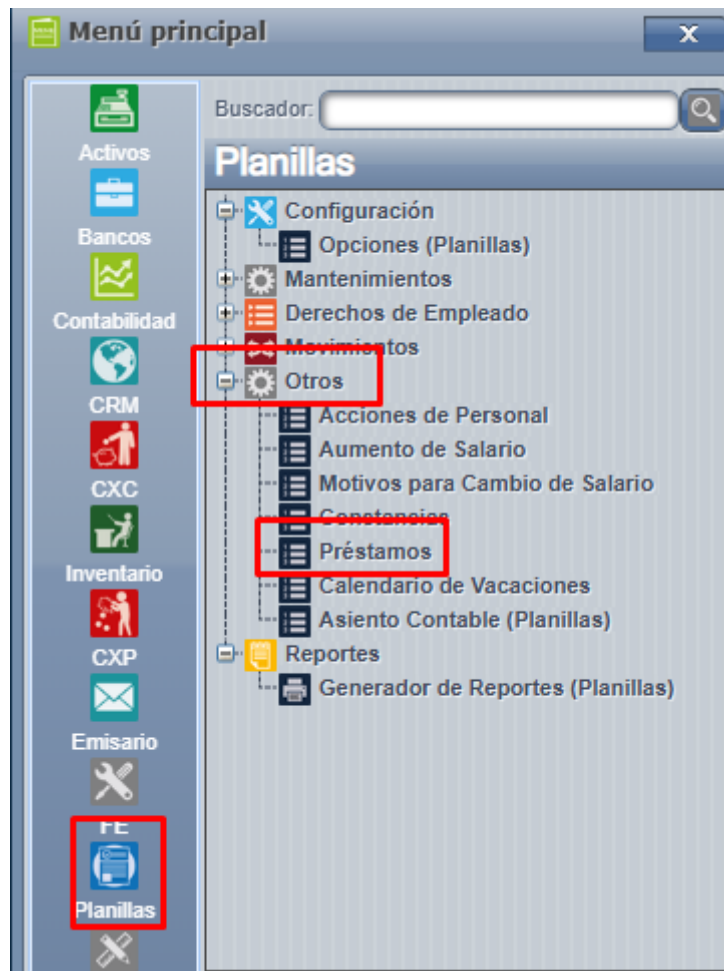 Menú principal
x
Buscador:
Planillas
Activos
Bancos
Contabilidad
CRM
CXC
Inventario
CXP
Emisario
FE
Planillas
Configuración
Opciones (Planillas)
Mantenimientos
Derechos de Empleado
Movimientos
Otros
Acciones de Personal
Aumento de Salario
Motivos para Cambio de Salario
Constancias
Préstamos
Calendario de Vacaciones
Asiento Contable (Planillas)
Reportes
Generador de Reportes (Planillas)